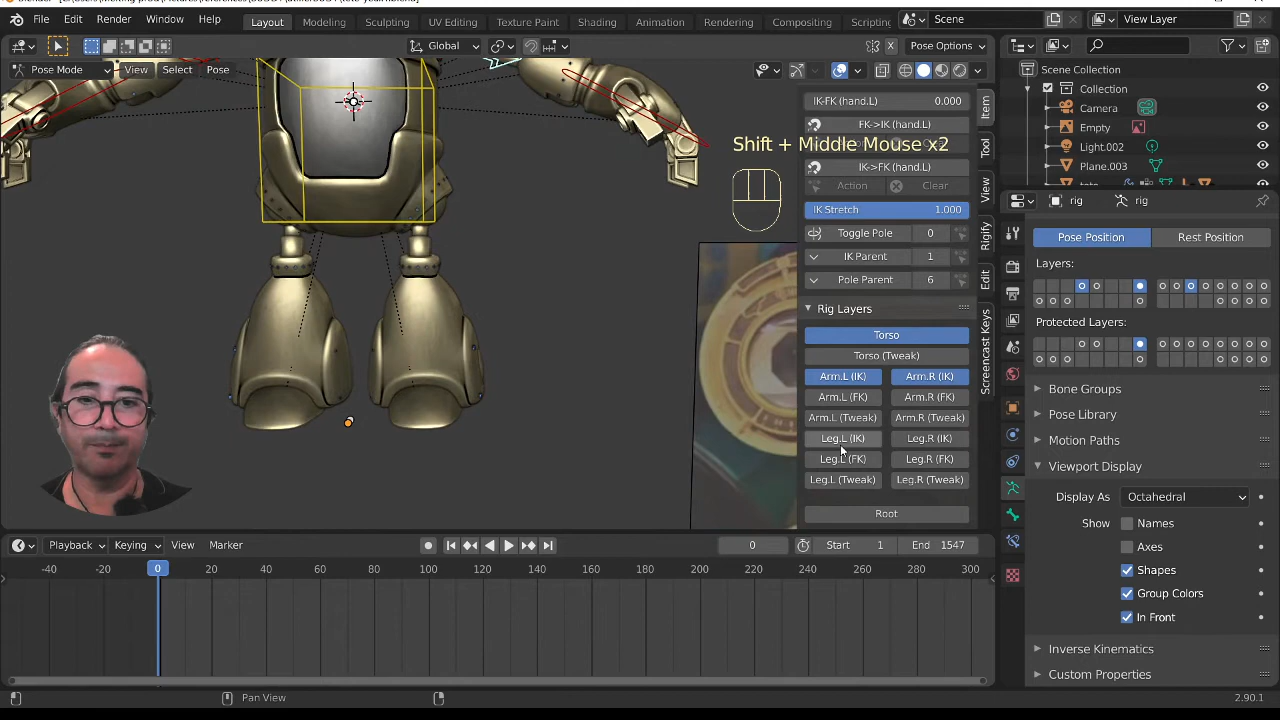 File Edit Render Window Help
Layout Modeling Sculpting UV Editing Texture Paint Shading Animation Rendering Compositing Scripting
Scene View Layer
Global X Pose Options
Pose Mode View Select Pose
Scene Collection
Collection
Camera
Empty
Light.002
Plane.003
IK-FK (hand.L) 0.000
FK->IK (hand.L)
IK->FK (hand.L)
Action Clear
IK Stretch 1.000
Toggle Pole 0
IK Parent 1
Pole Parent 6
Rig Layers
Torso
Torso (Tweak)
Arm.L (IK) Arm.R (IK)
Arm.L (FK) Arm.R (FK)
Arm.L (Tweak) Arm.R (Tweak)
Leg.L (IK) Leg.R (IK)
Leg.L (FK) Leg.R (FK)
Leg.L (Tweak) Leg.R (Tweak)
Root
Item
Tool
View
Rigify
Edit
Screencast Keys
Shift + Middle Mouse x2
rig rig
Pose Position Rest Position
Layers:
Protected Layers:
Bone Groups
Pose Library
Motion Paths
Viewport Display
Display As Octahedral
Show Names
Axes
Shapes
Group Colors
In Front
Inverse Kinematics
Custom Properties
Playback Keying View Marker 0 Start 1 End 1547
-40 -20 0 20 40 60 80 100 120 140 160 180 200 220 240 260 280 300
Pan View 2.90.1